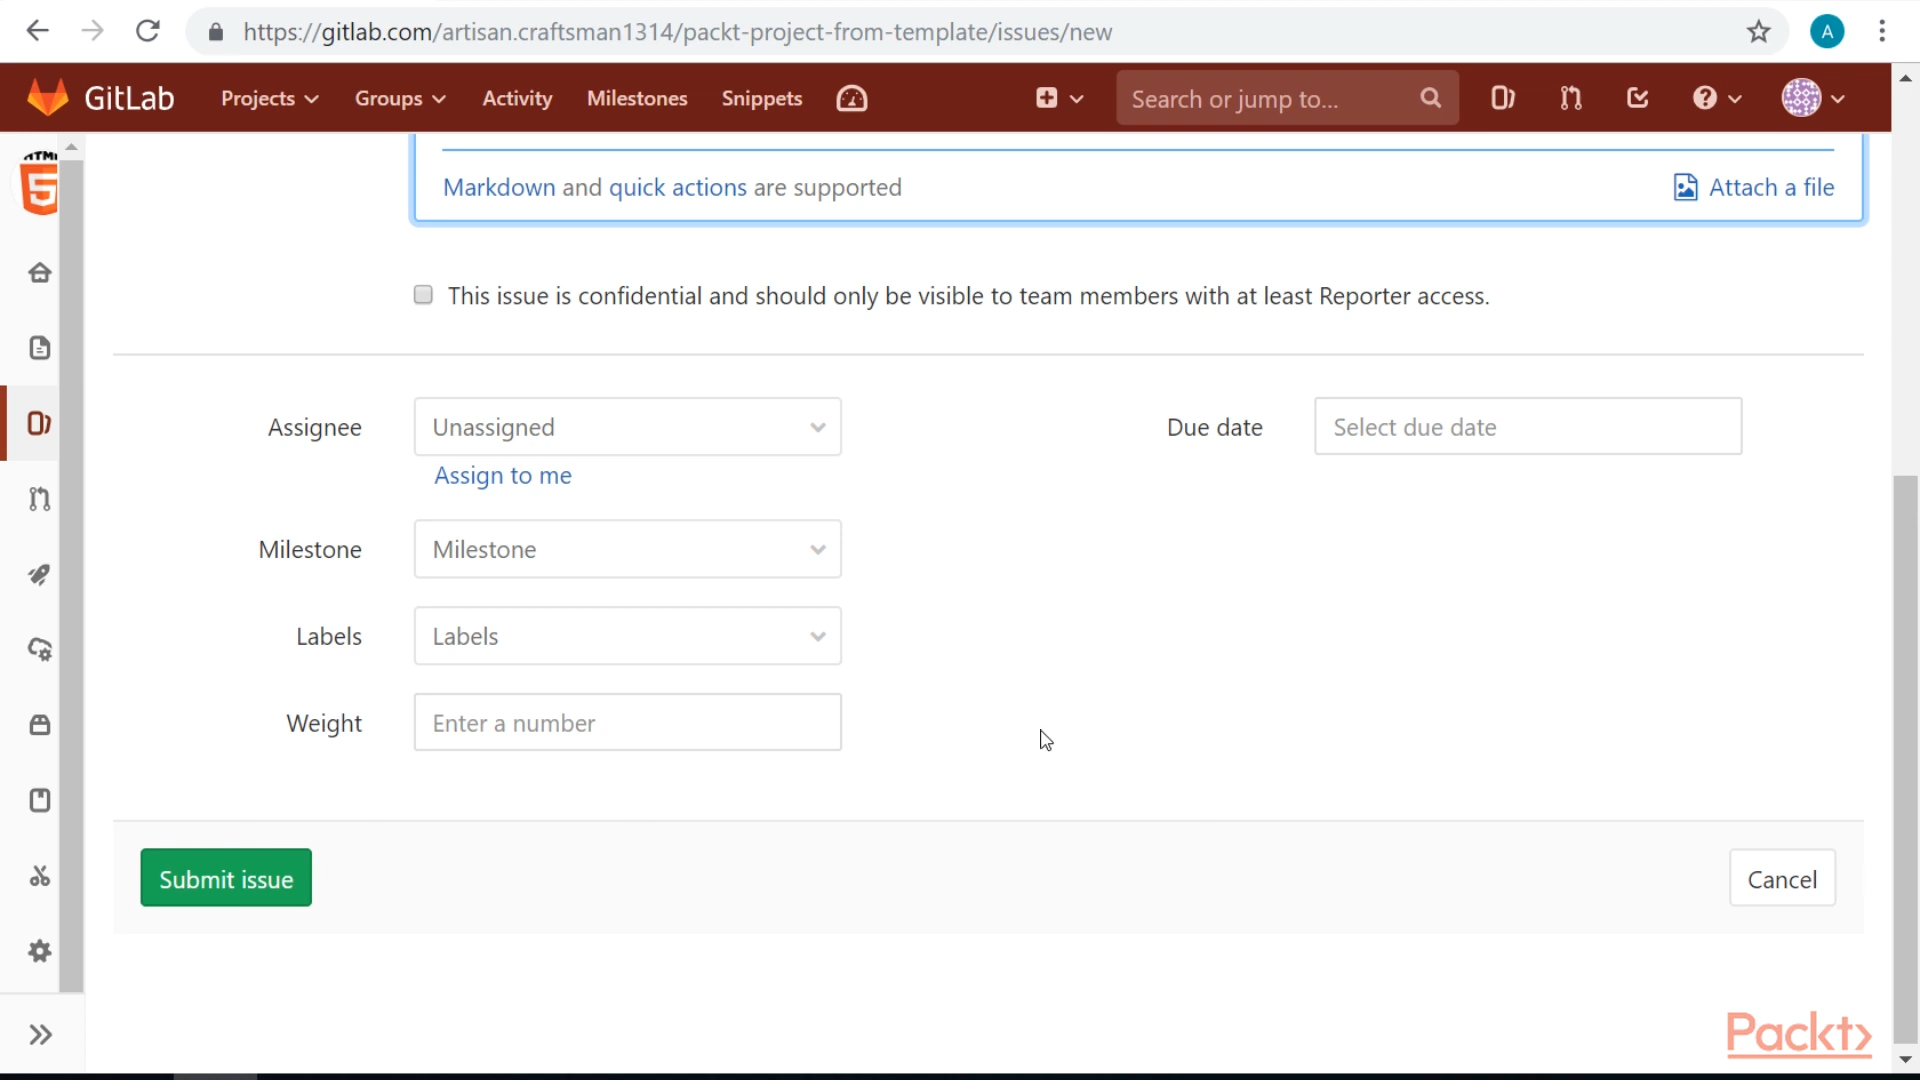 https://gitlab.com/artisan.craftsman1314/packt-project-from-template/issues/new
A
GitLab Projects Groups Activity Milestones Snippets Search or jump to...
HTML
5
Markdown and quick actions are supported Attach a file
This issue is confidential and should only be visible to team members with at least Reporter access.
Assignee Unassigned Due date Select due date
Assign to me
Milestone Milestone
Labels Labels
Weight Enter a number
Submit issue Cancel
Packt>